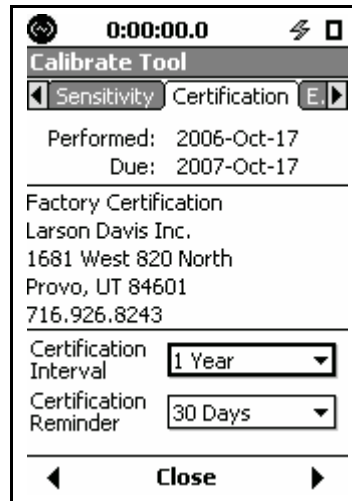 0:00:00.0
Calibrate Tool
Sensitivity Certification E.
Performed: 2006-Oct-17
Due: 2007-Oct-17
Factory Certification
Larson Davis Inc.
1681 West 820 North
Provo, UT 84601
716.926.8243
Certification
Interval
1 Year
Certification
Reminder
30 Days
Close